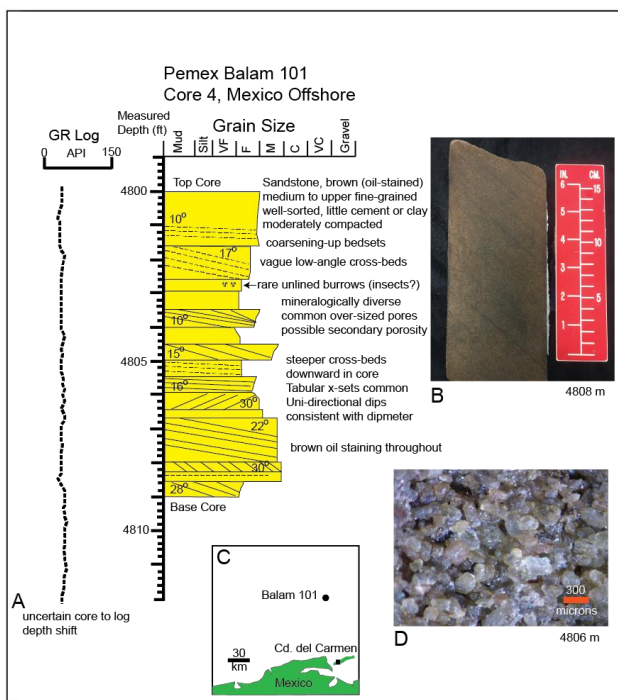 Pemex Balam 101
Core 4, Mexico Offshore
Measured
Depth (ft)
GR Log
0 API 150
Grain Size
Mud Silt VF F M C VC Gravel
4800
Top Core
Sandstone, brown (oil-stained)
medium to upper fine-grained
well-sorted, little cement or clay
moderately compacted
10°
coarsening-up bedsets
17°
vague low-angle cross-beds
rare unlined burrows (insects?)
mineralogically diverse
common over-sized pores
10°
possible secondary porosity
4805
15°
steeper cross-beds
downward in core
16°
Tabular x-sets common
30°
Uni-directional dips
consistent with dipmeter
22°
brown oil staining throughout
30°
28°
Base Core
4810
A
uncertain core to log
depth shift
IN. CM.
6 15
5
4
10
3
2
5
1
B
4808 m
C
Balam 101
30
km
Cd. del Carmen
Mexico
300
microns
D
4806 m